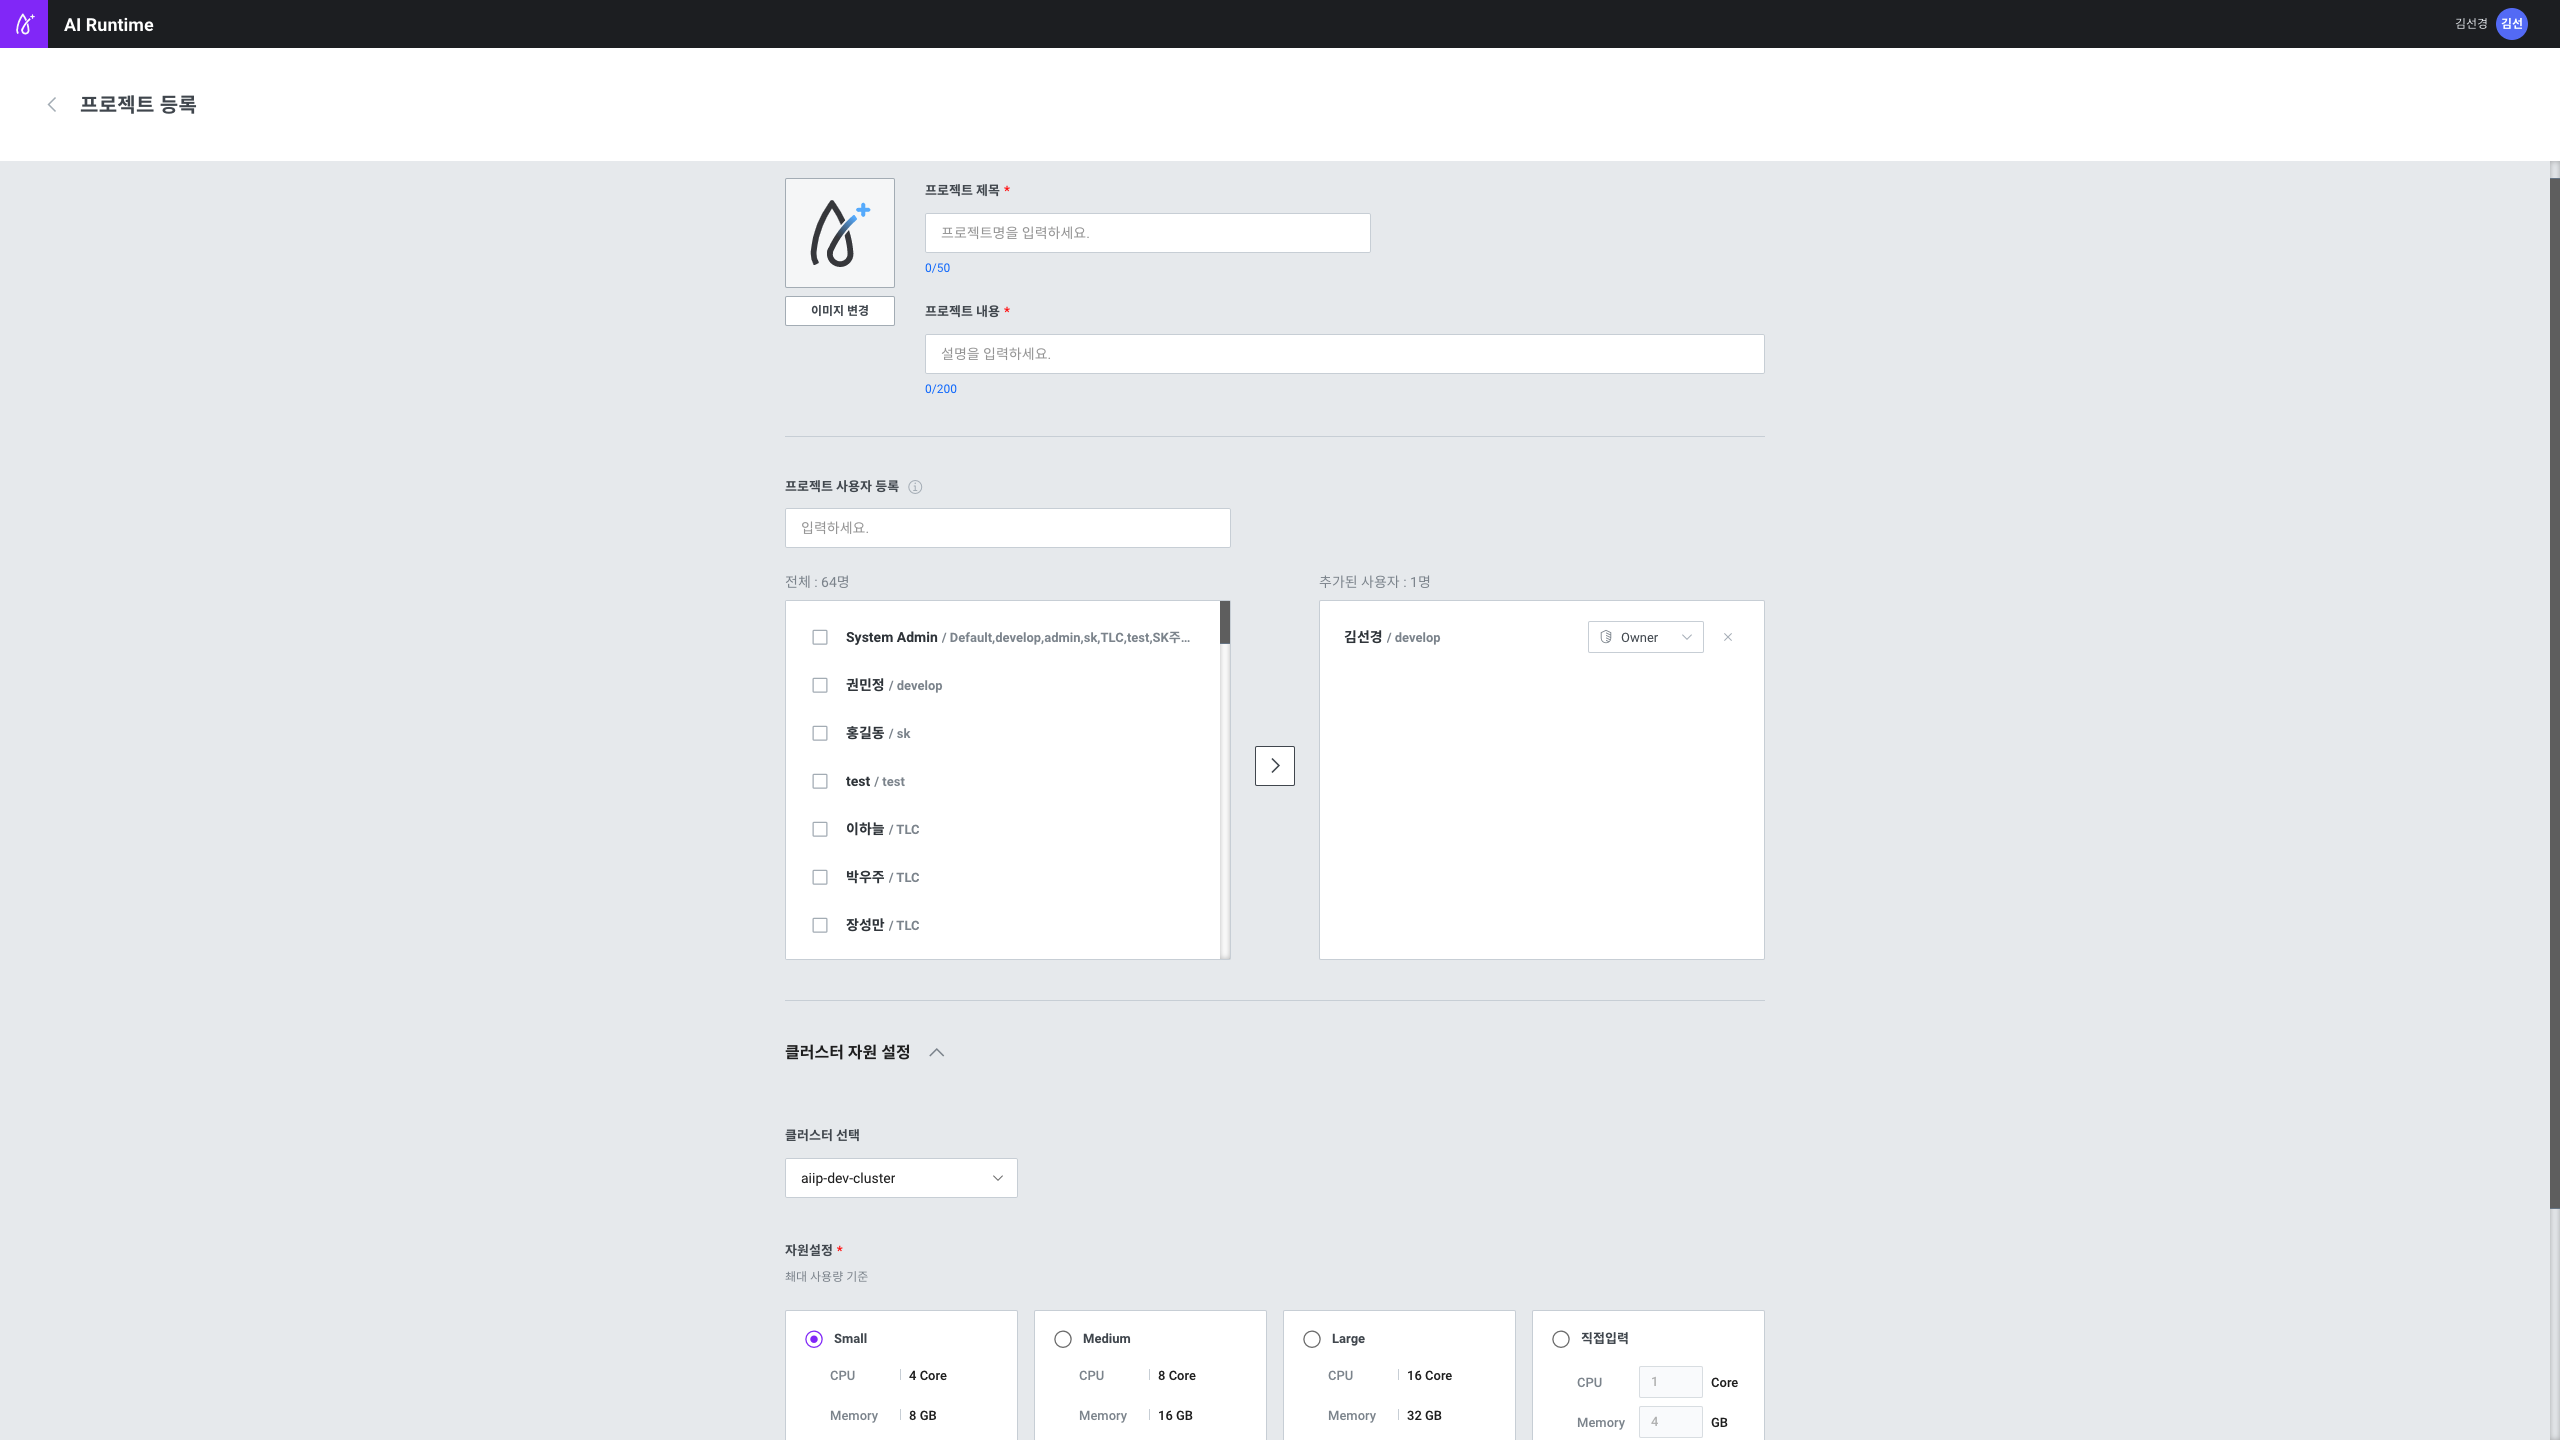 AI Runtime
김선경 김선
프로젝트 등록
프로젝트 제목 *
프로젝트명을 입력하세요.
0/50
이미지 변경
프로젝트 내용 *
설명을 입력하세요.
0/200
프로젝트 사용자 등록
입력하세요.
전체 : 64명
추가된 사용자 : 1명
System Admin / Default,develop,admin,sk,TLC,test,SK주...
권민정 / develop
홍길동 / sk
test / test
이하늘 / TLC
박우주 / TLC
장성만 / TLC
김선경 / develop
Owner
클러스터 자원 설정
클러스터 선택
aiip-dev-cluster
자원설정 *
쵀대 사용량 기준
Small
CPU 4 Core
Memory 8 GB
Medium
CPU 8 Core
Memory 16 GB
Large
CPU 16 Core
Memory 32 GB
직접입력
CPU 1 Core
Memory 4 GB